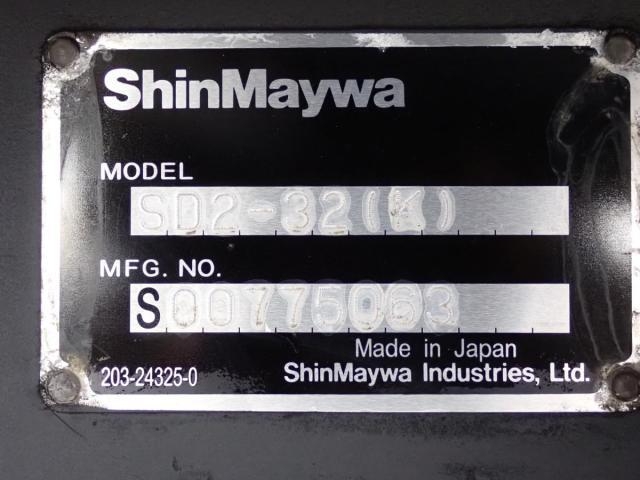 ShinMaywa
MODEL
SD2-32(K)
MFG. NO.
S00775063
Made in Japan
203-24325-0
ShinMaywa Industries, Ltd.